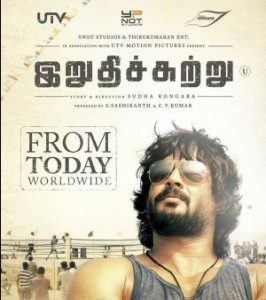 UTV
YNOT
YNOT STUDIOS & THIRUKUMARAN ENT.
IN ASSOCIATION WITH UTV MOTION PICTURES PRESENT
இறுதிச்சுற்று U
STORY & DIRECTION SUDHA KONGARA
PRODUCED BY S.SASHIKANTH & C.V.KUMAR
FROM
TODAY
WORLDWIDE